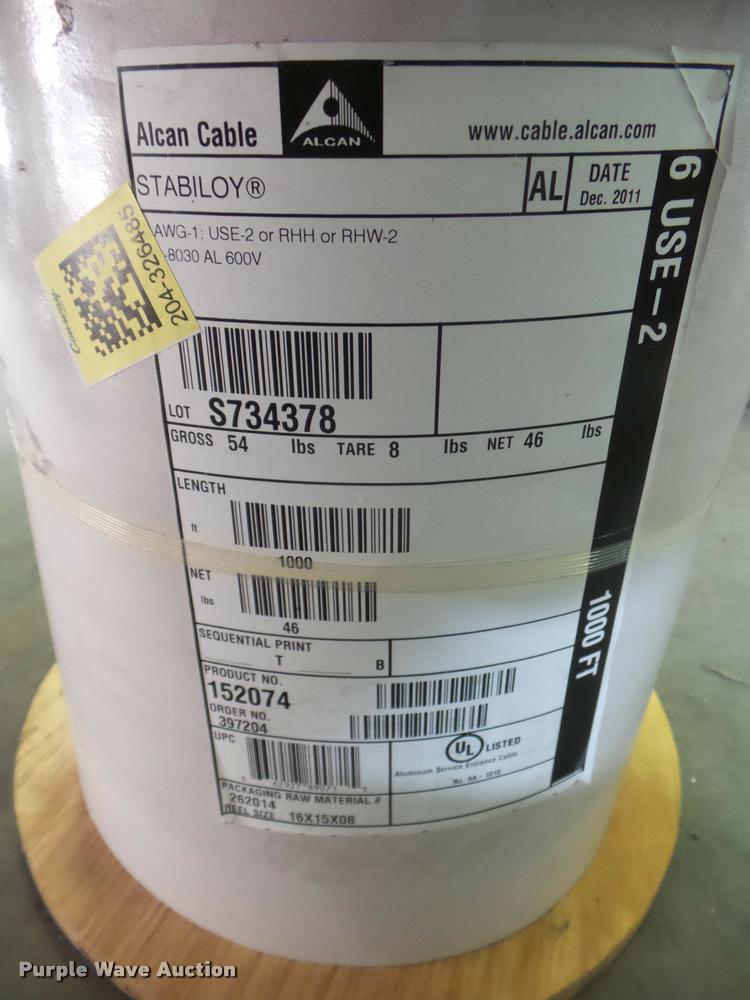 Alcan Cable
ALCAN
www.cable.alcan.com
STABILOY®
AL
DATE
Dec. 2011
6 USE-2
AWG-1; USE-2 or RHH or RHW-2
-8030 AL 600V
204-326485
LOT S734378
GROSS 54 lbs TARE 8 lbs NET 46 lbs
LENGTH
ft
1000
NET
lbs
46
1000 FT
SEQUENTIAL PRINT
T B
PRODUCT NO.
152074
ORDER NO.
397204
UPC
UL LISTED
Aluminum Service Entrance Cable
PACKAGING RAW MATERIAL #
262014
REEL SIZE 16X15X08
Purple Wave Auction